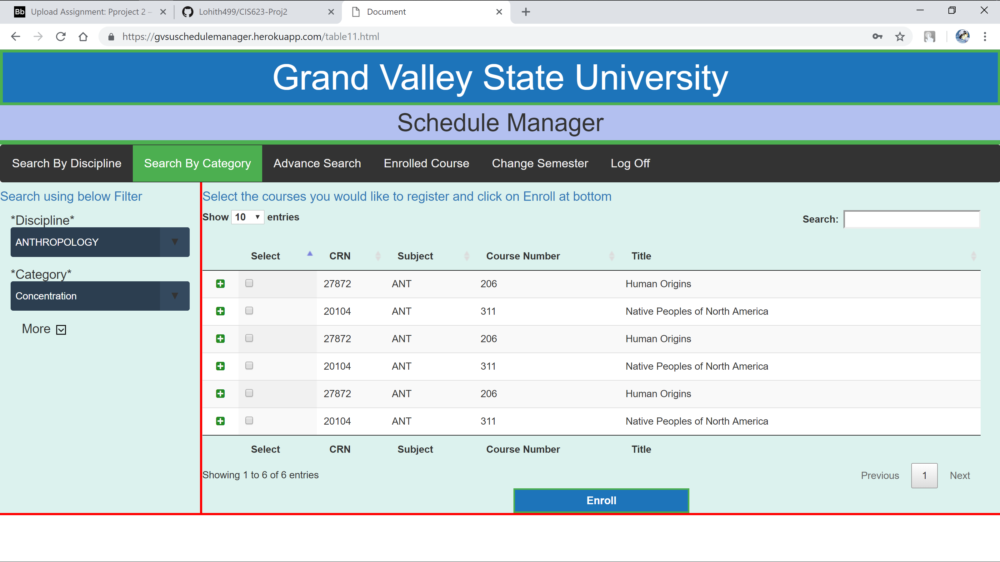 Bb Upload Assignment: Pproject 2 – Lohith499/CIS623-Proj2 Document
https://gvsuschedulemanager.herokuapp.com/table11.html
Grand Valley State University
Schedule Manager
Search By Discipline Search By Category Advance Search Enrolled Course Change Semester Log Off
Search using below Filter
*Discipline*
ANTHROPOLOGY
*Category*
Concentration
More
Select the courses you would like to register and click on Enroll at bottom
Show 10 entries Search:
Select CRN Subject Course Number Title
27872 ANT 206 Human Origins
20104 ANT 311 Native Peoples of North America
27872 ANT 206 Human Origins
20104 ANT 311 Native Peoples of North America
27872 ANT 206 Human Origins
20104 ANT 311 Native Peoples of North America
Select CRN Subject Course Number Title
Showing 1 to 6 of 6 entries Previous 1 Next
Enroll